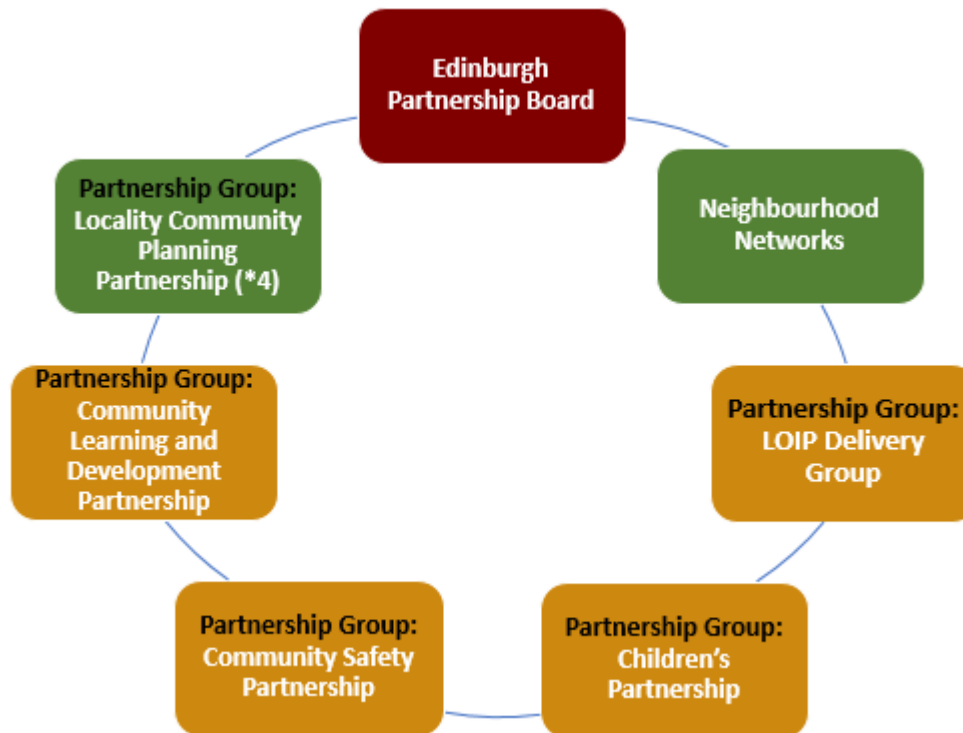 Edinburgh
Partnership Board
Partnership Group:
Locality Community
Planning
Partnership (*4)
Neighbourhood
Networks
Partnership Group:
Community
Learning and
Development
Partnership
Partnership Group:
LOIP Delivery
Group
Partnership Group:
Community Safety
Partnership
Partnership Group:
Children’s
Partnership